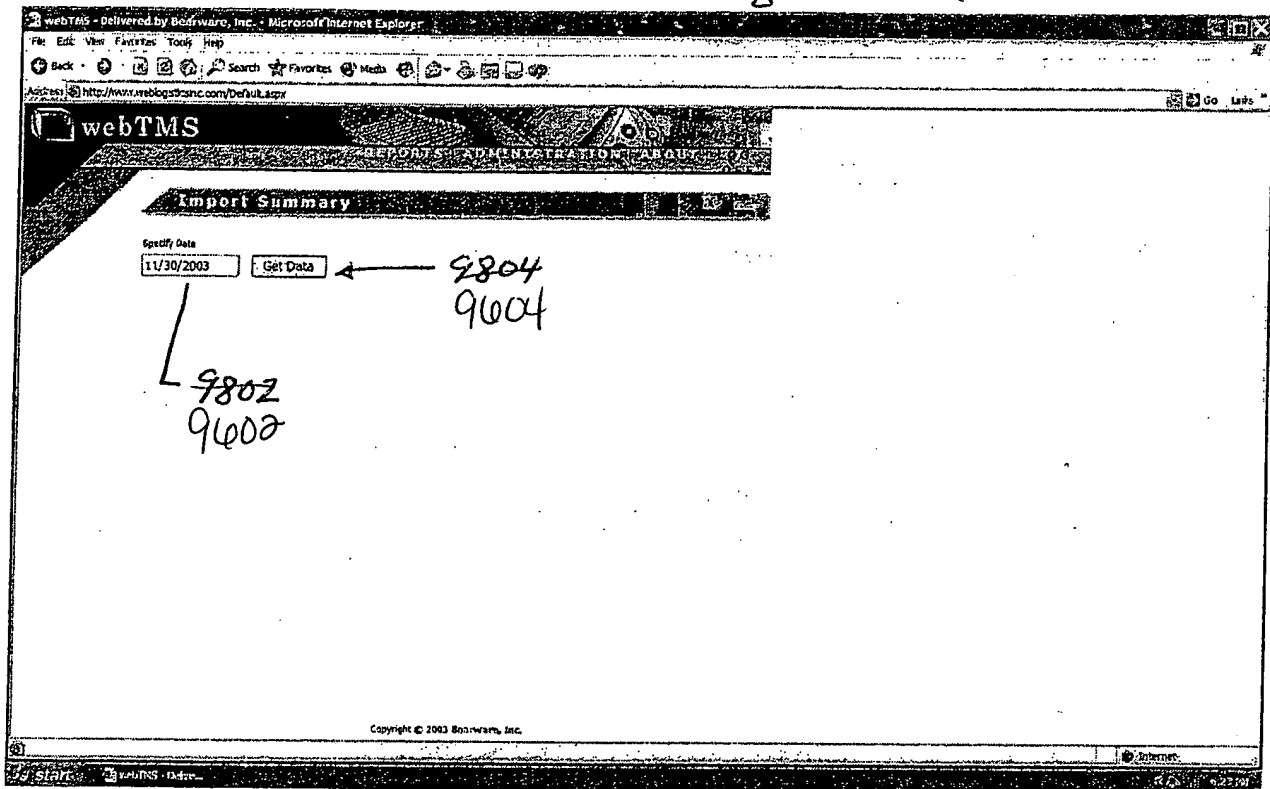 webTMS - Delivered by Bearware, Inc. - Microsoft Internet Explorer
File Edit View Favorites Tools Help
Back Search Favorites Media
Address http://www.weblogisticsinc.com/Default.aspx Go Links
webTMS
REPORTS ADMINISTRATION ABOUT
Import Summary
Specify Date
11/30/2003 Get Data 9804
9604
9802
9602
Copyright © 2003 Bearware, Inc.
Internet
start webTMS - Delive...